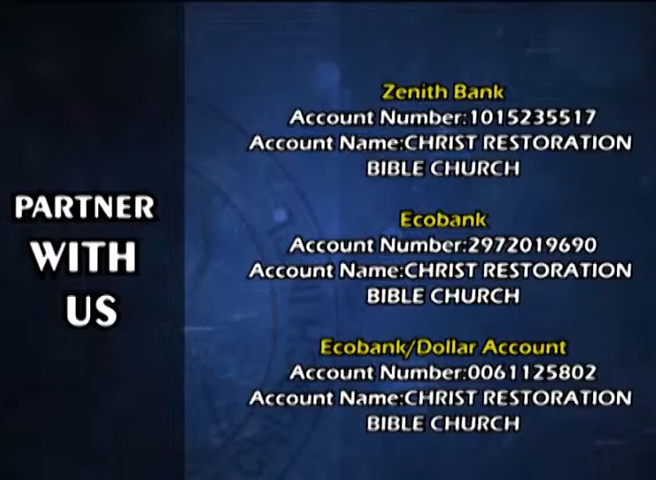 PARTNER
WITH
US
Zenith Bank
Account Number:1015235517
Account Name:CHRIST RESTORATION
BIBLE CHURCH
Ecobank
Account Number:2972019690
Account Name:CHRIST RESTORATION
BIBLE CHURCH
Ecobank/Dollar Account
Account Number:0061125802
Account Name:CHRIST RESTORATION
BIBLE CHURCH